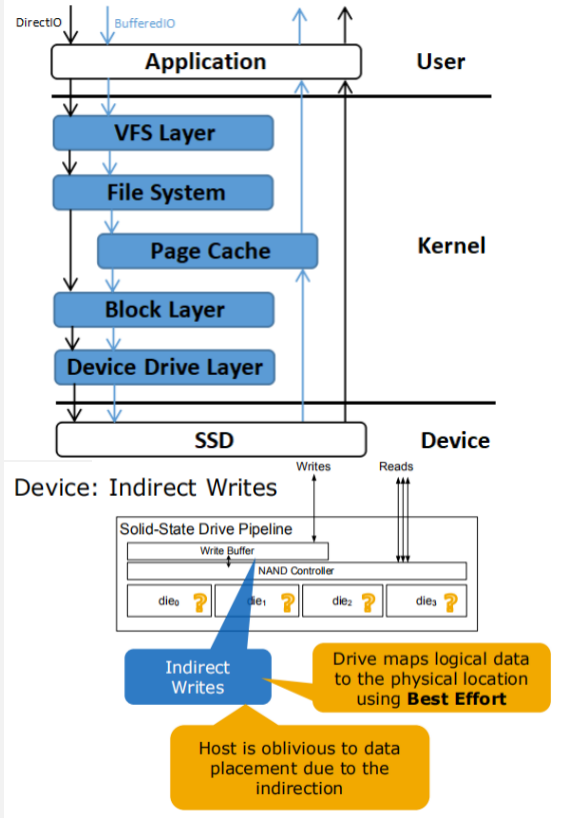 DirectIO
BufferedIO
Application
User
VFS Layer
File System
Page Cache
Kernel
Block Layer
Device Drive Layer
SSD
Device
Writes
Reads
Device: Indirect Writes
Solid-State Drive Pipeline
Write Buffer
NAND Controller
die0 ?
die1 ?
die2 ?
die3 ?
Indirect
Writes
Drive maps logical data
to the physical location
using Best Effort
Host is oblivious to data
placement due to the
indirection